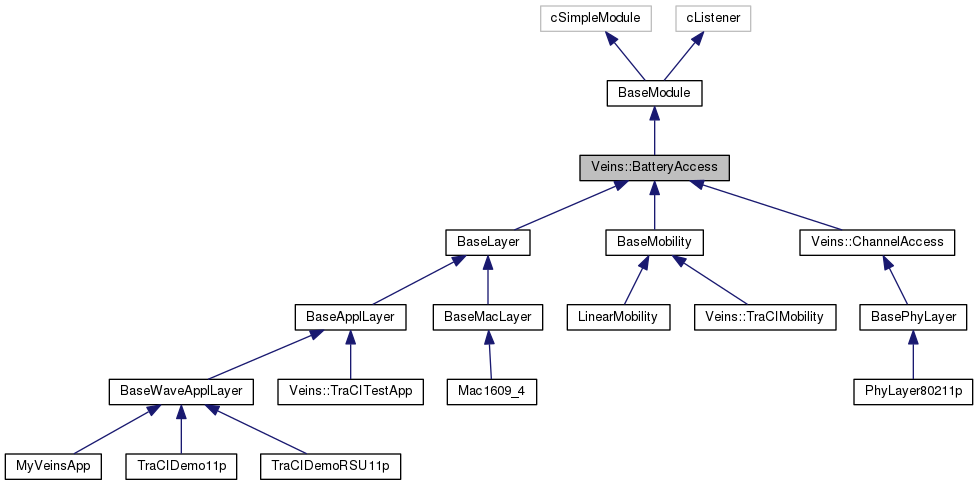 cSimpleModule
cListener
BaseModule
Veins::BatteryAccess
BaseLayer
BaseMobility
Veins::ChannelAccess
BaseApplLayer
BaseMacLayer
LinearMobility
Veins::TraCIMobility
BasePhyLayer
BaseWaveApplLayer
Veins::TraCITestApp
Mac1609_4
PhyLayer80211p
MyVeinsApp
TraCIDemo11p
TraCIDemoRSU11p